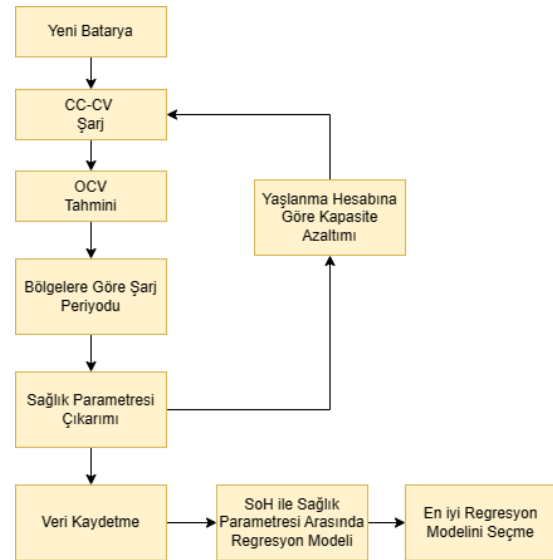 Yeni Batarya
CC-CV
Şarj
OCV
Tahmini
Yaşlanma Hesabına
Göre Kapasite
Azaltımı
Bölgelere Göre Şarj
Periyodu
Sağlık Parametresi
Çıkarımı
Veri Kaydetme
SoH ile Sağlık
Parametresi Arasında
Regresyon Modeli
En iyi Regresyon
Modelini Seçme